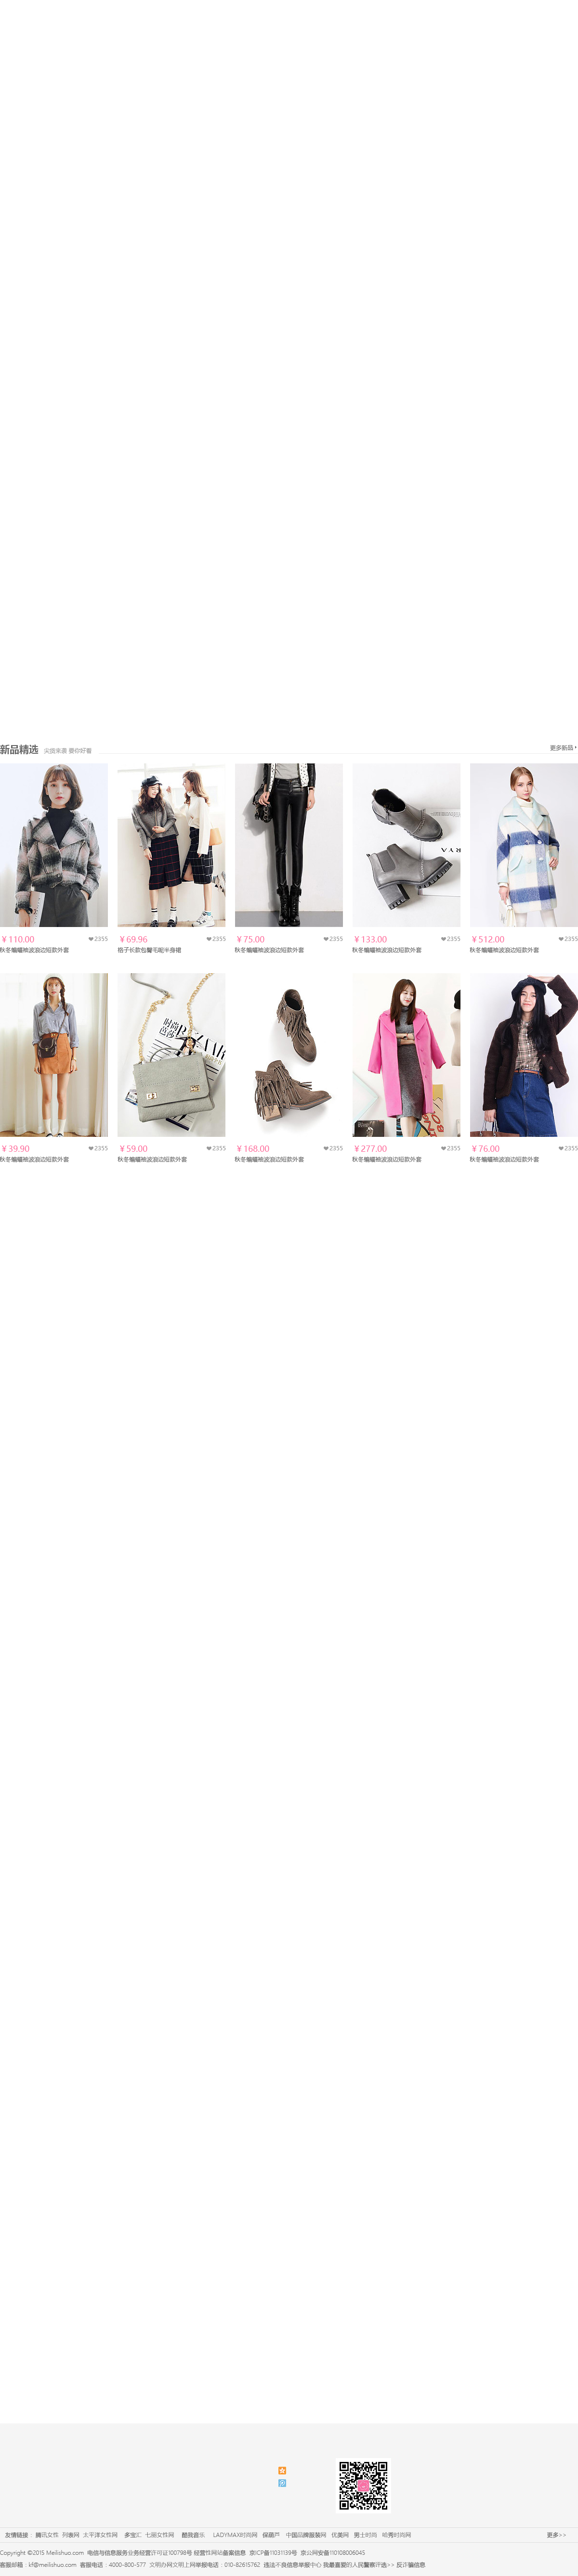 新品精选 尖货来袭 要你好看 更多新品
¥110.00 2355
秋冬蝙蝠袖波浪边短款外套
¥69.96 2355
格子长款包臀毛呢半身裙
¥75.00 2355
秋冬蝙蝠袖波浪边短款外套
¥133.00 2355
秋冬蝙蝠袖波浪边短款外套
¥512.00 2355
秋冬蝙蝠袖波浪边短款外套
¥39.90 2355
秋冬蝙蝠袖波浪边短款外套
¥59.00 2355
秋冬蝙蝠袖波浪边短款外套
¥168.00 2355
秋冬蝙蝠袖波浪边短款外套
¥277.00 2355
秋冬蝙蝠袖波浪边短款外套
¥76.00 2355
秋冬蝙蝠袖波浪边短款外套
友情链接: 腾讯女性 列表网 太平洋女性网 多宝汇 七丽女性网 酷我音乐 LADYMAX时尚网 保葫芦 中国品牌服装网 优美网 男士时尚 哈秀时尚网 更多>>
Copyright ©2015 Meilishuo.com 电信与信息服务业务经营许可证100798号 经营性网站备案信息 京ICP备11031139号 京公网安备110108006045
客服邮箱:kf@meilishuo.com 客服电话:4000-800-577 文明办网文明上网举报电话:010-82615762 违法不良信息举报中心 我最喜爱的人民警察评选>> 反诈骗信息